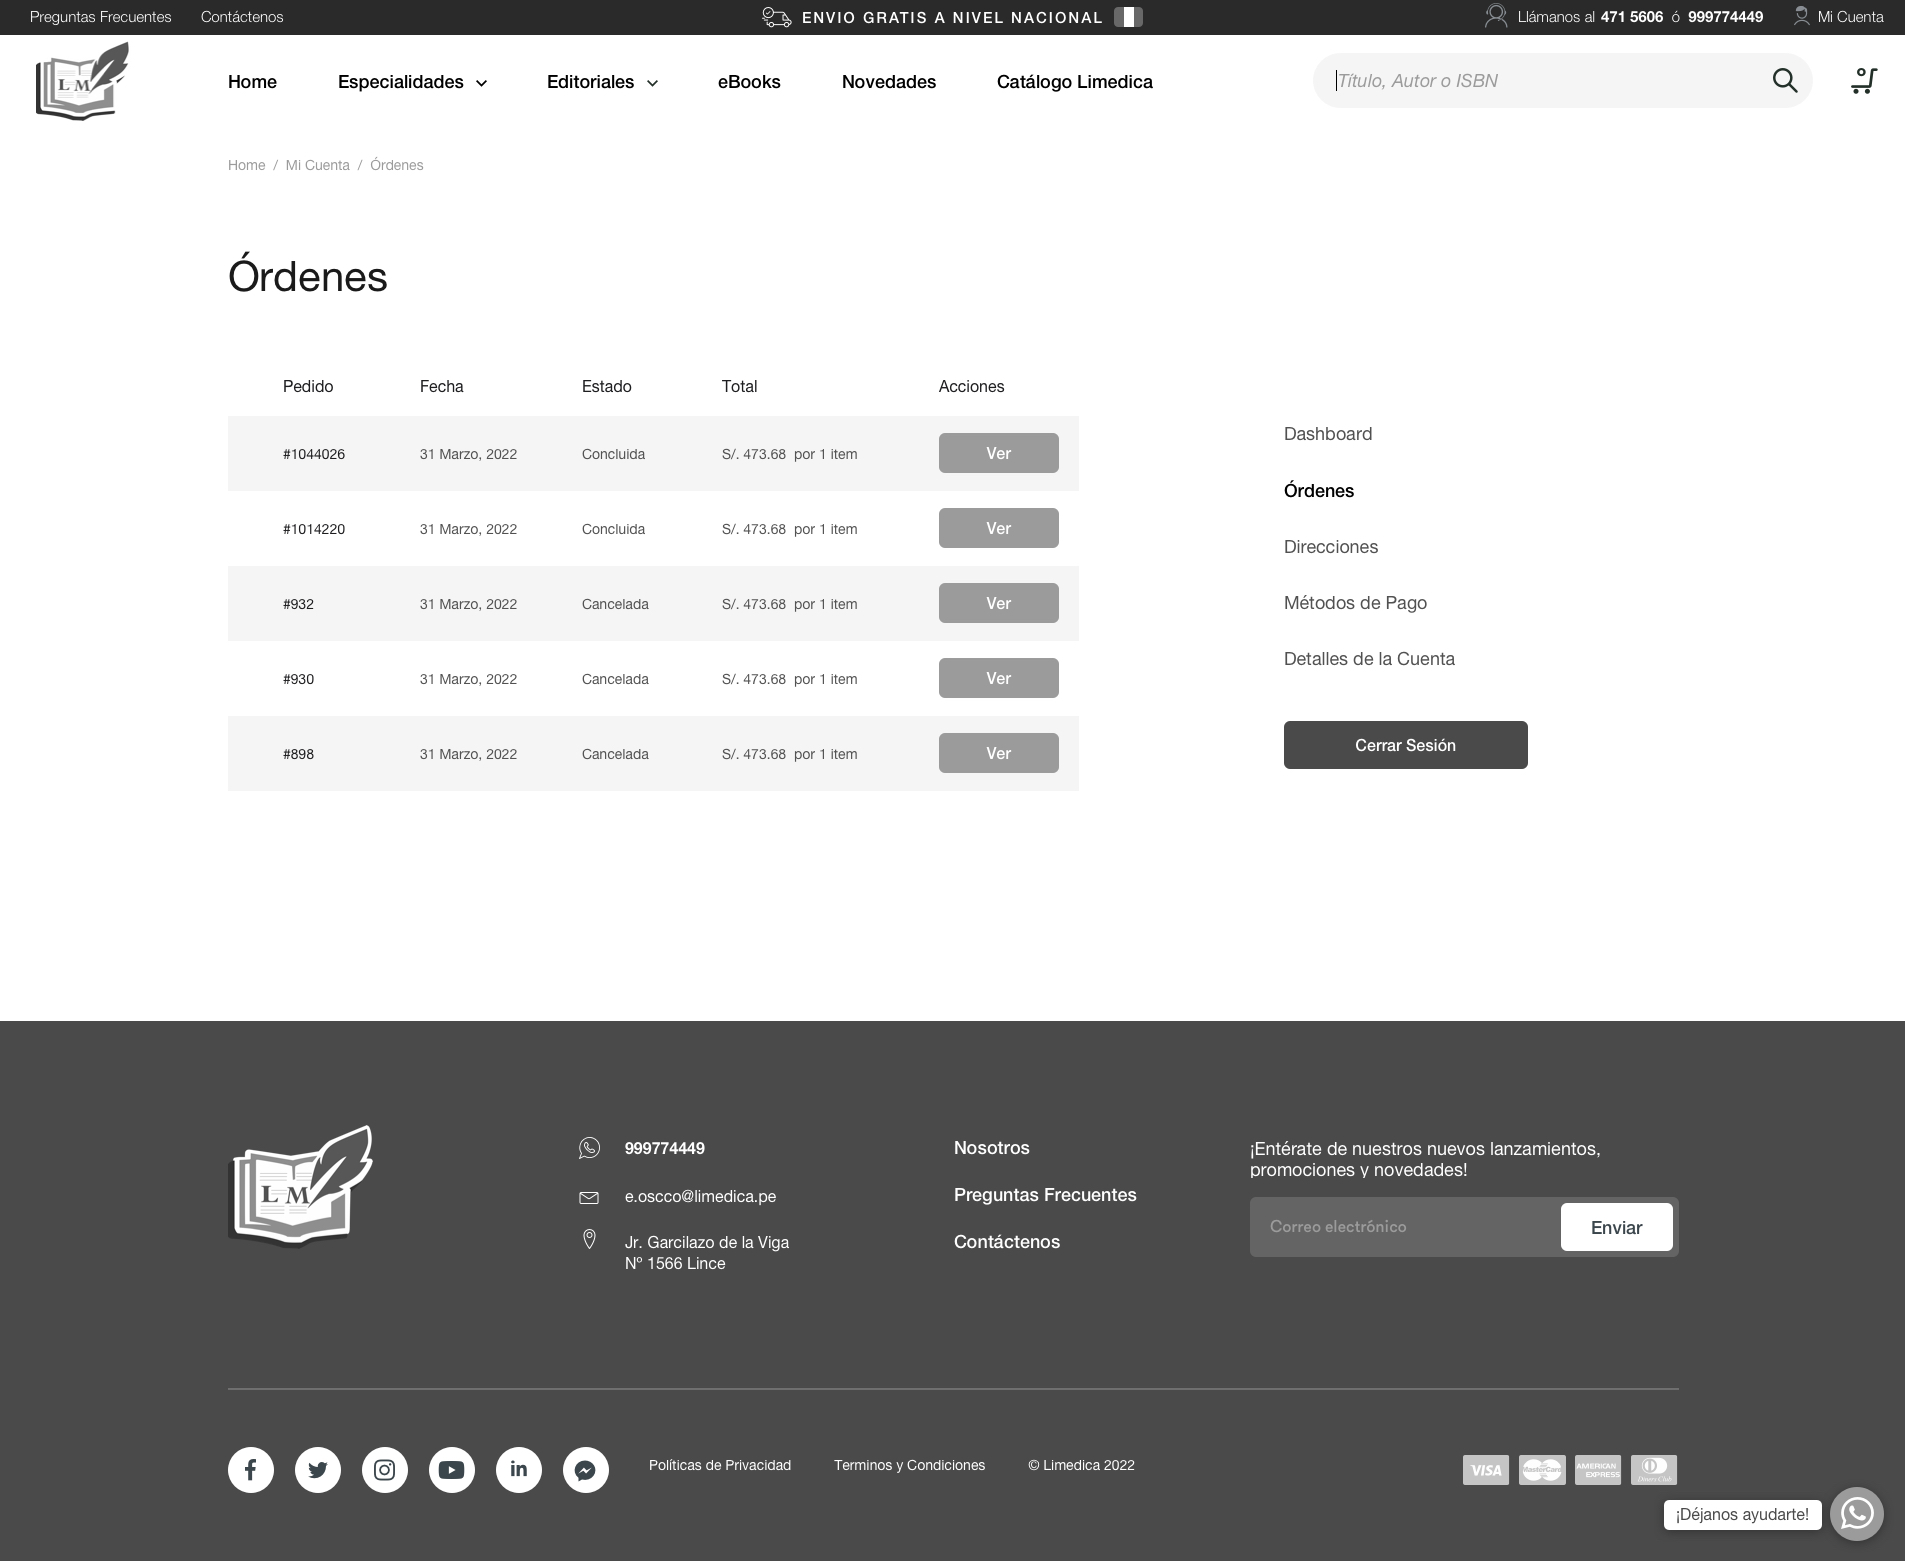 Preguntas Frecuentes Contáctenos ENVIO GRATIS A NIVEL NACIONAL Llámanos al 471 5606 ó 999774449 Mi Cuenta
LM
Home Especialidades Editoriales eBooks Novedades Catálogo Limedica Título, Autor o ISBN 0
Home / Mi Cuenta / Órdenes
Órdenes
Pedido Fecha Estado Total Acciones
#1044026 31 Marzo, 2022 Concluida S/. 473.68 por 1 item Ver
#1014220 31 Marzo, 2022 Concluida S/. 473.68 por 1 item Ver
#932 31 Marzo, 2022 Cancelada S/. 473.68 por 1 item Ver
#930 31 Marzo, 2022 Cancelada S/. 473.68 por 1 item Ver
#898 31 Marzo, 2022 Cancelada S/. 473.68 por 1 item Ver
Dashboard
Órdenes
Direcciones
Métodos de Pago
Detalles de la Cuenta
Cerrar Sesión
LM
999774449
e.oscco@limedica.pe
Jr. Garcilazo de la Viga
Nº 1566 Lince
Nosotros
Preguntas Frecuentes
Contáctenos
¡Entérate de nuestros nuevos lanzamientos,
promociones y novedades!
Correo electrónico Enviar
Políticas de Privacidad Terminos y Condiciones © Limedica 2022
VISA
MasterCard
AMERICAN
EXPRESS
Diners Club
¡Déjanos ayudarte!